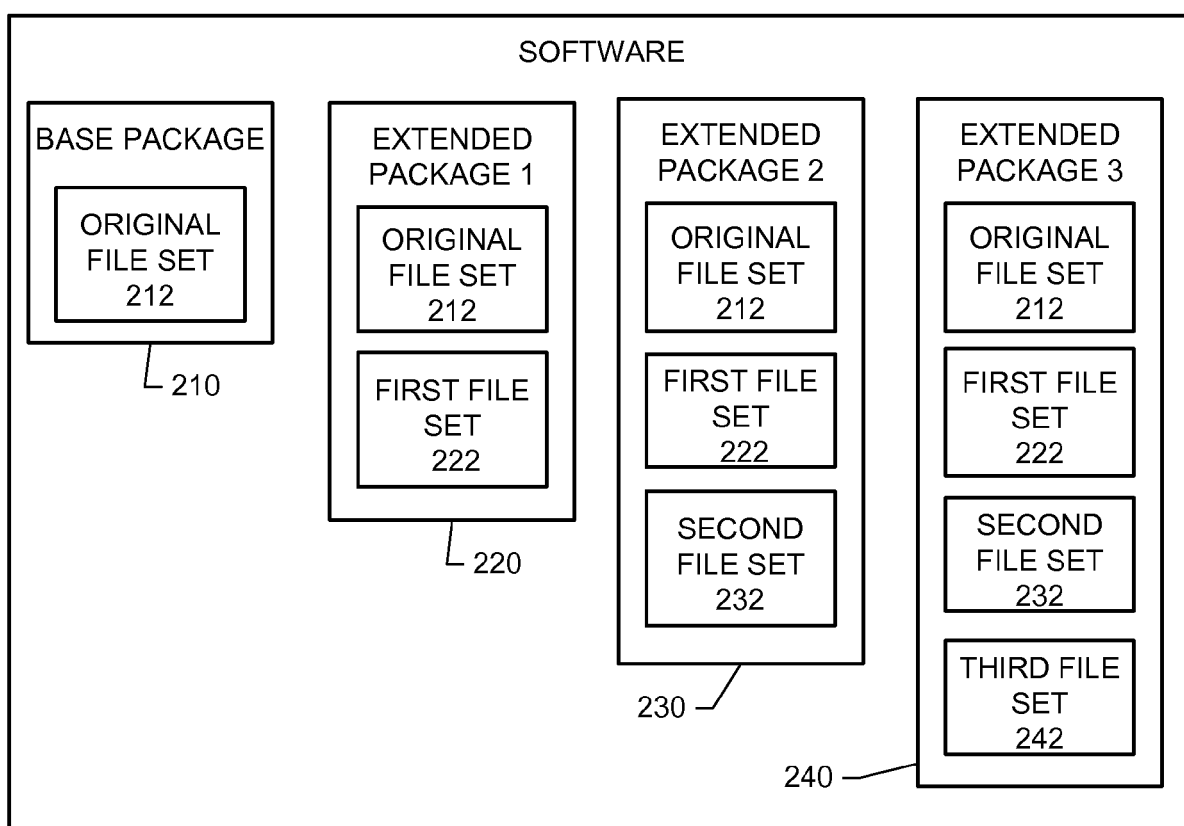 SOFTWARE
BASE PACKAGE
ORIGINAL
FILE SET
212
210
EXTENDED
PACKAGE 1
ORIGINAL
FILE SET
212
FIRST FILE
SET
222
220
EXTENDED
PACKAGE 2
ORIGINAL
FILE SET
212
FIRST FILE
SET
222
SECOND
FILE SET
232
230
EXTENDED
PACKAGE 3
ORIGINAL
FILE SET
212
FIRST FILE
SET
222
SECOND
FILE SET
232
THIRD FILE
SET
242
240